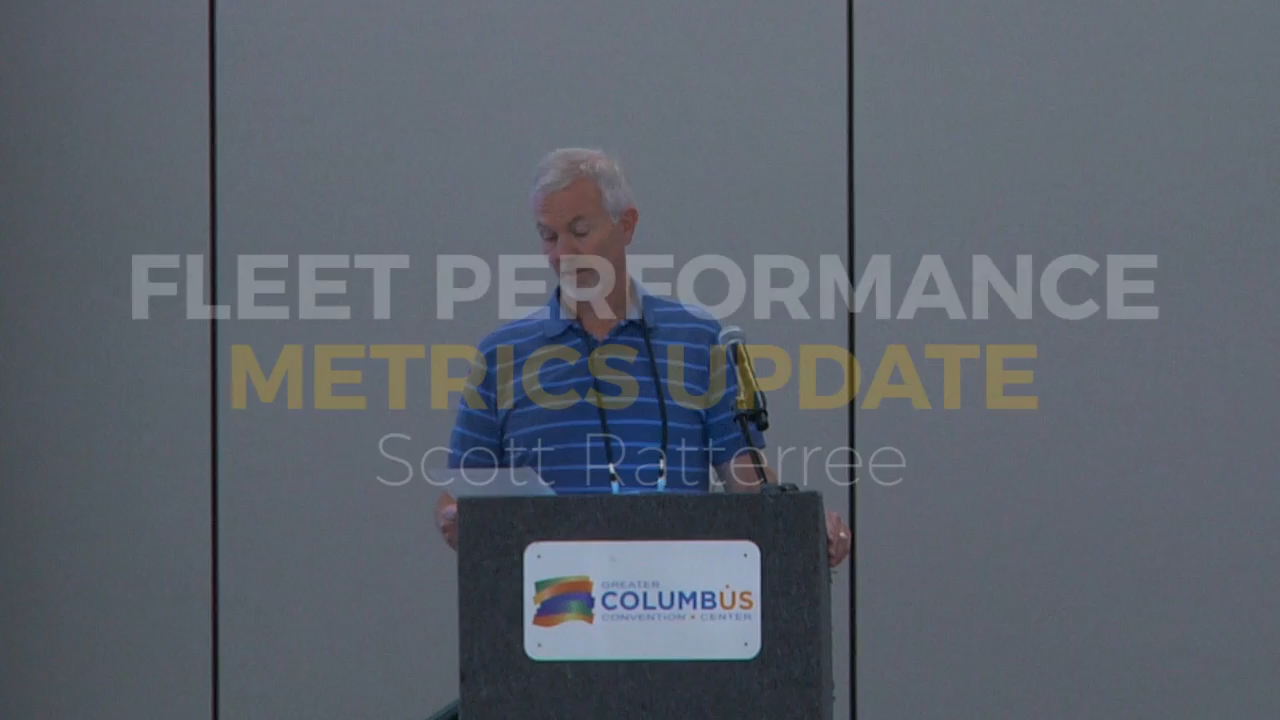 FLEET PERFORMANCE
METRICS UPDATE
Scott Ratterree
GREATER
COLUMBUS
CONVENTION • CENTER